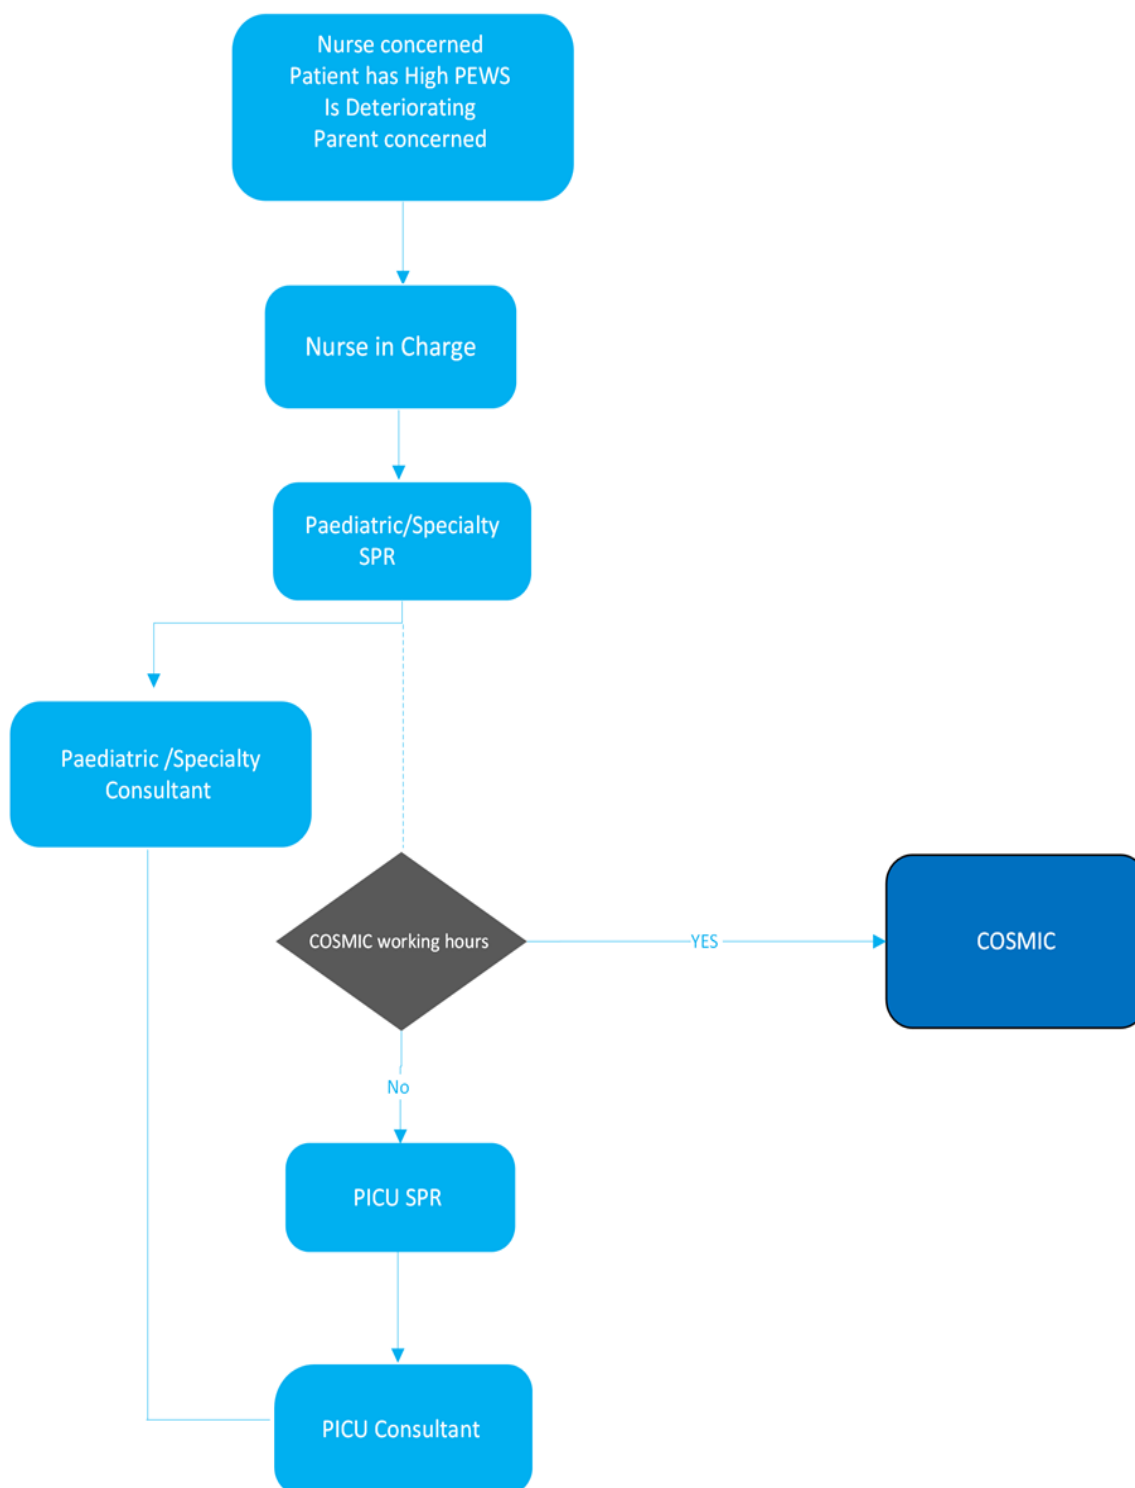 Nurse concerned
Patient has High PEWS
Is Deteriorating
Parent concerned
Nurse in Charge
Paediatric/Specialty
SPR
Paediatric /Specialty
Consultant
COSMIC working hours
YES
COSMIC
No
PICU SPR
PICU Consultant